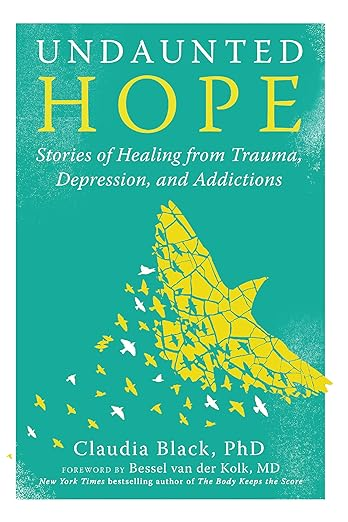 UNDAUNTED
HOPE
Stories of Healing from Trauma,
Depression, and Addictions
Claudia Black, PhD
FOREWORD BY Bessel van der Kolk, MD
New York Times bestselling author of The Body Keeps the Score